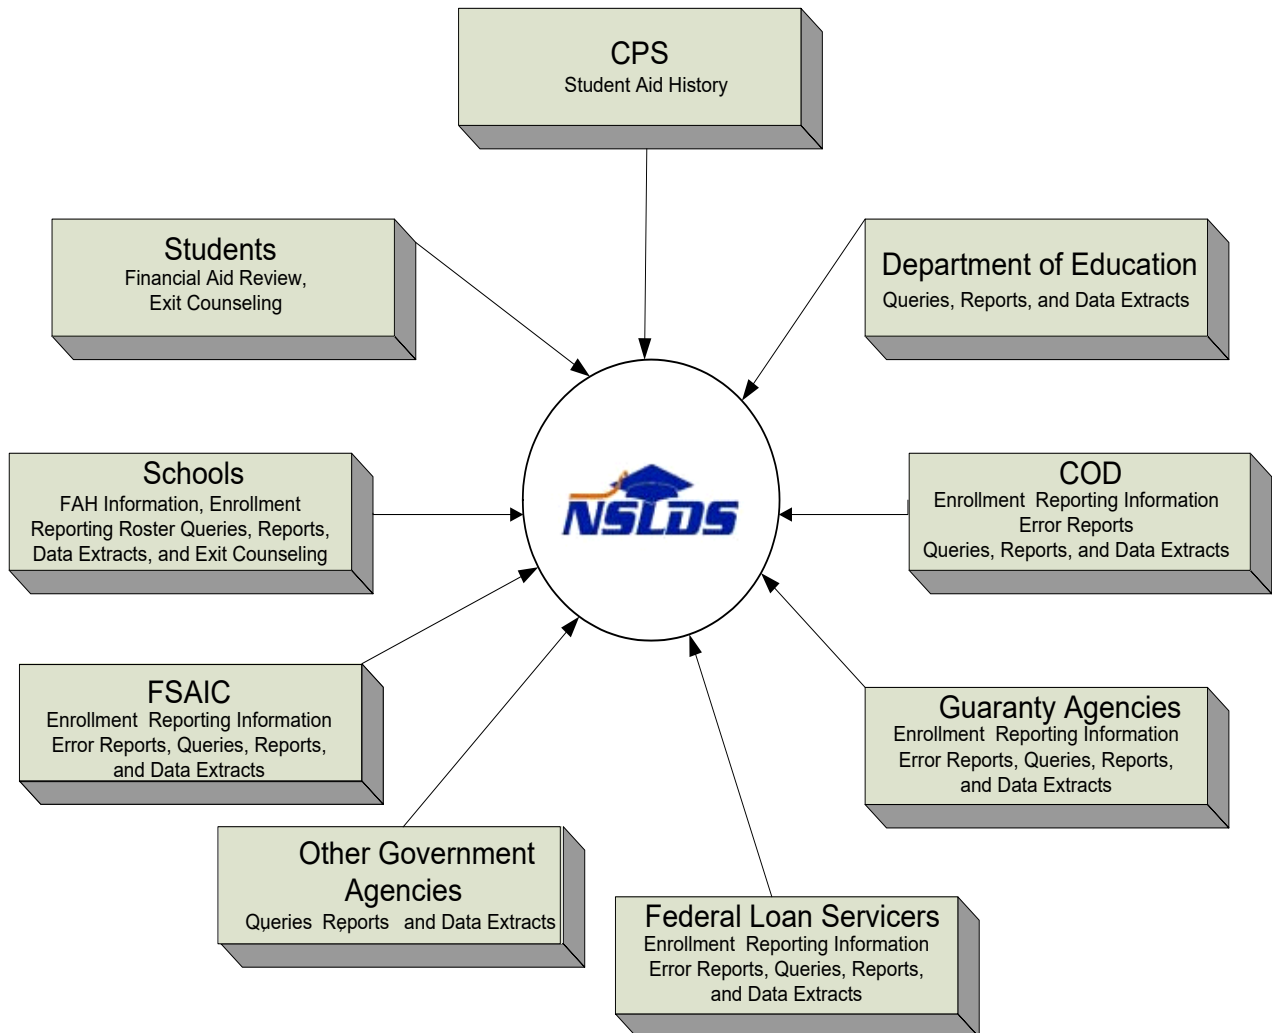 CPS
Student Aid History
Students
Financial Aid Review,
Exit Counseling
Department of Education
Queries, Reports, and Data Extracts
Schools
FAH Information, Enrollment
Reporting Roster Queries, Reports,
Data Extracts, and Exit Counseling
NSLDS
COD
Enrollment Reporting Information
Error Reports
Queries, Reports, and Data Extracts
FSAIC
Enrollment Reporting Information
Error Reports, Queries, Reports,
and Data Extracts
Guaranty Agencies
Enrollment Reporting Information
Error Reports, Queries, Reports,
and Data Extracts
Other Government
Agencies
Queries, Reports, and Data Extracts
Federal Loan Servicers
Enrollment Reporting Information
Error Reports, Queries, Reports,
and Data Extracts